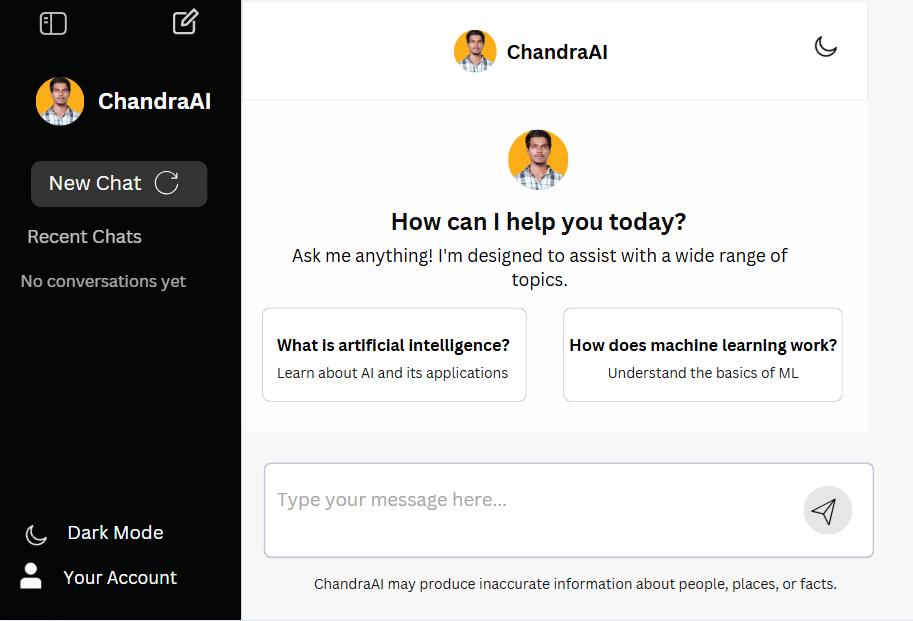 ChandraAI
New Chat
Recent Chats
No conversations yet
Dark Mode
Your Account
ChandraAI
How can I help you today?
Ask me anything! I'm designed to assist with a wide range of
topics.
What is artificial intelligence?
Learn about AI and its applications
How does machine learning work?
Understand the basics of ML
Type your message here...
ChandraAI may produce inaccurate information about people, places, or facts.